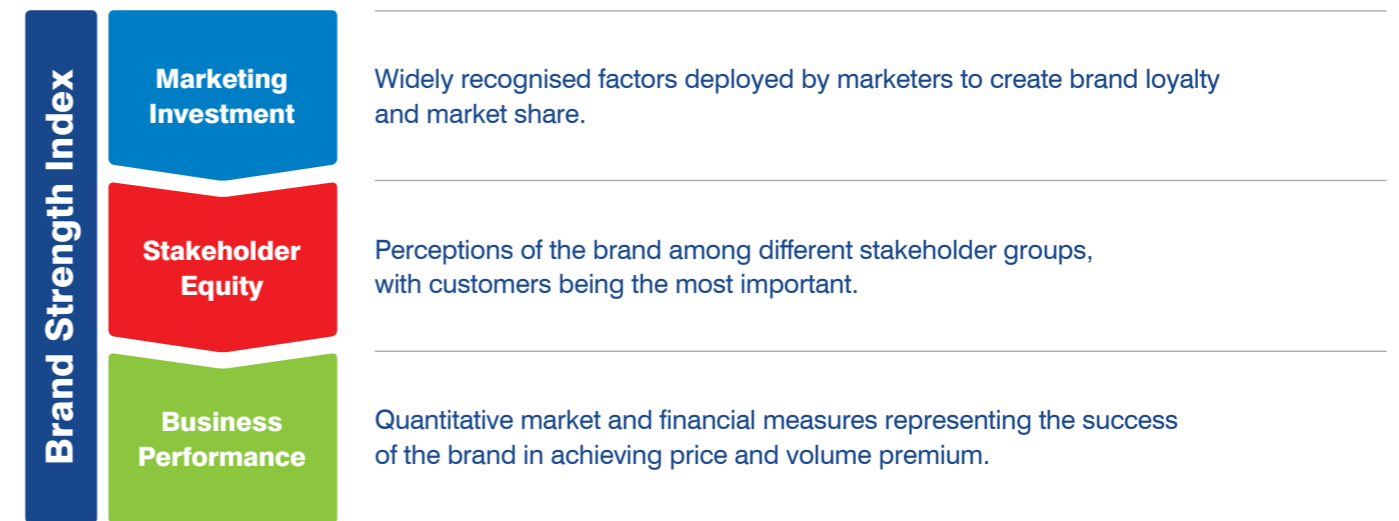 Brand Strength Index
Marketing
Investment
Widely recognised factors deployed by marketers to create brand loyalty
and market share.
Stakeholder
Equity
Perceptions of the brand among different stakeholder groups,
with customers being the most important.
Business
Performance
Quantitative market and financial measures representing the success
of the brand in achieving price and volume premium.